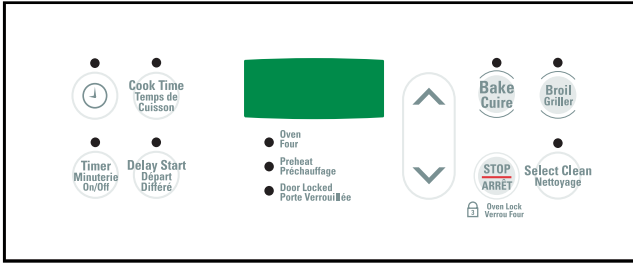 Cook Time
Temps de
Cuisson
Bake
Cuire
Broil
Griller
Oven
Four
Preheat
Préchauffage
Door Locked
Porte Verrouillée
Timer
Minuterie
On/Off
Delay Start
Départ
Différé
STOP
ARRÊT
Select Clean
Nettoyage
3
Oven Lock
Verrou Four